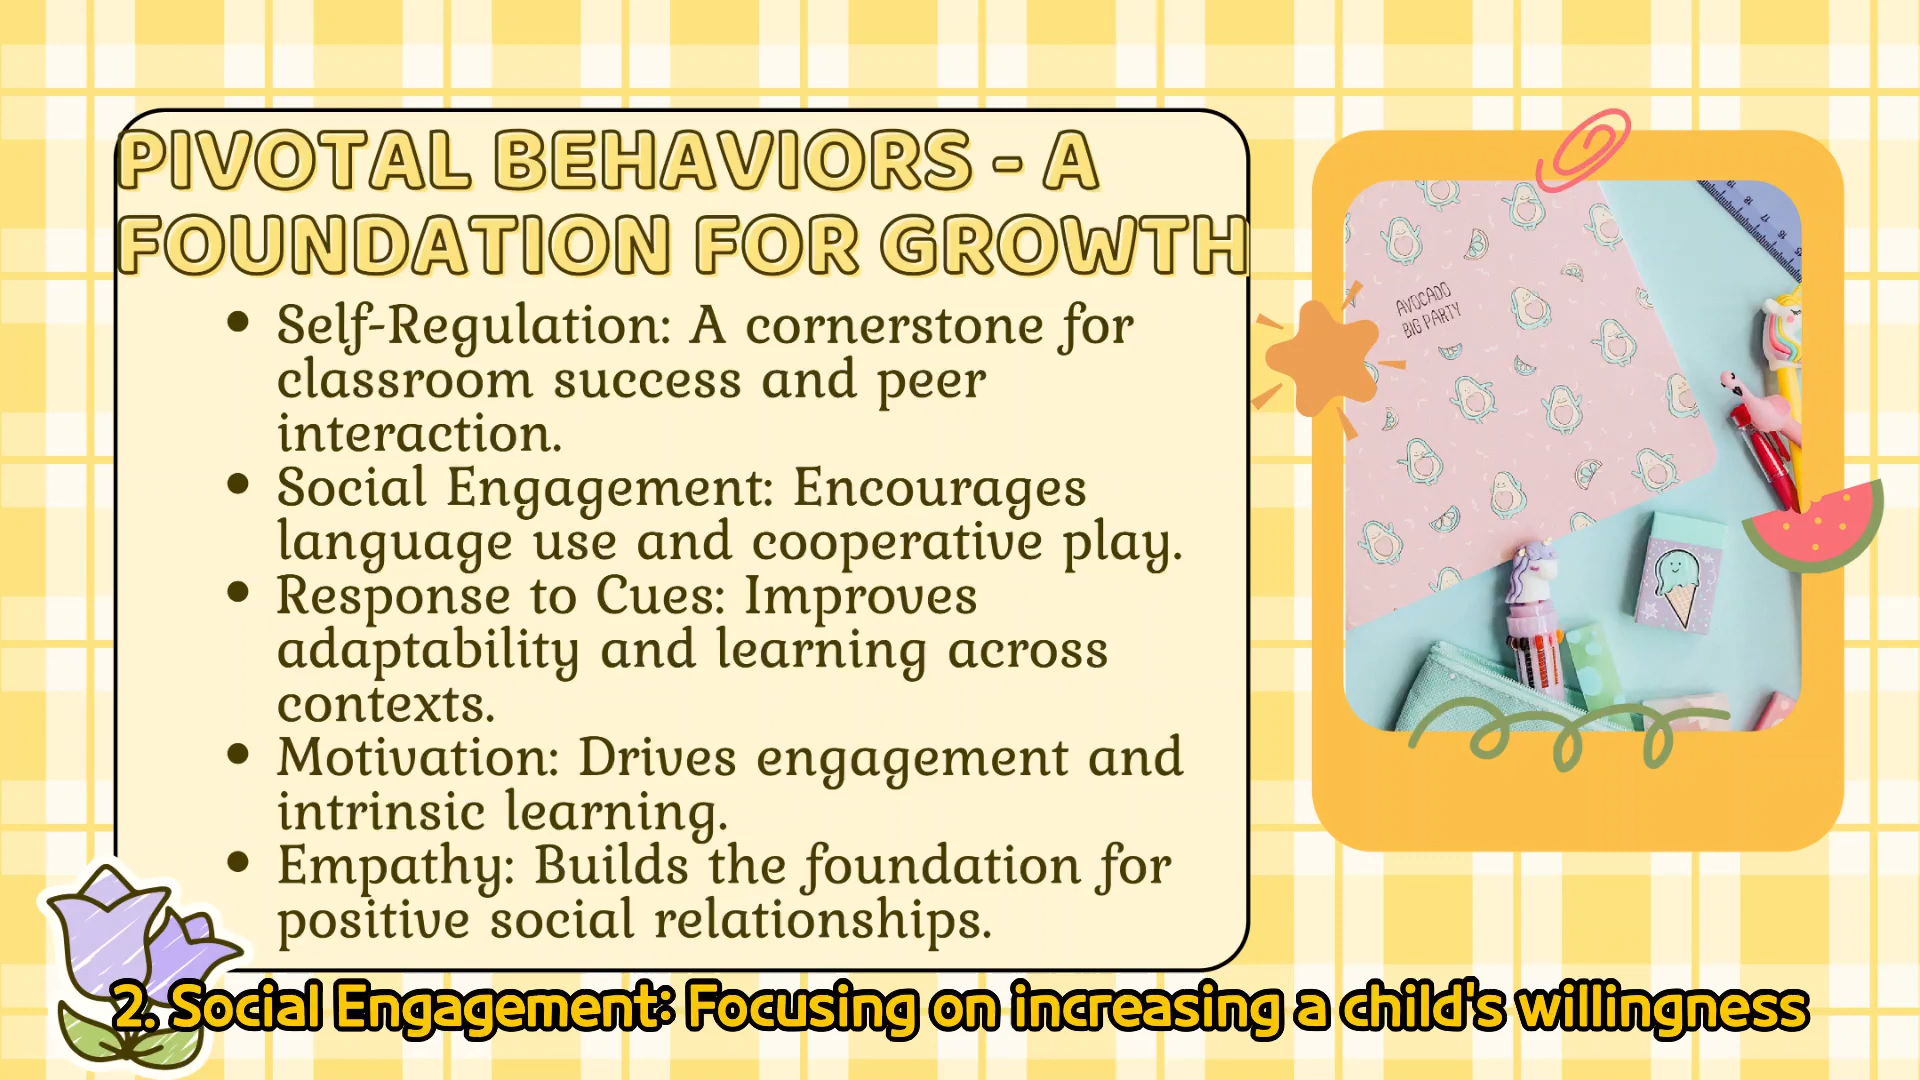 PIVOTAL BEHAVIORS - A
FOUNDATION FOR GROWTH
• Self-Regulation: A cornerstone for
classroom success and peer
interaction.
• Social Engagement: Encourages
language use and cooperative play.
• Response to Cues: Improves
adaptability and learning across
contexts.
• Motivation: Drives engagement and
intrinsic learning.
• Empathy: Builds the foundation for
positive social relationships.
AVOCADO
BIG PARTY
2. Social Engagement: Focusing on increasing a child's willingness